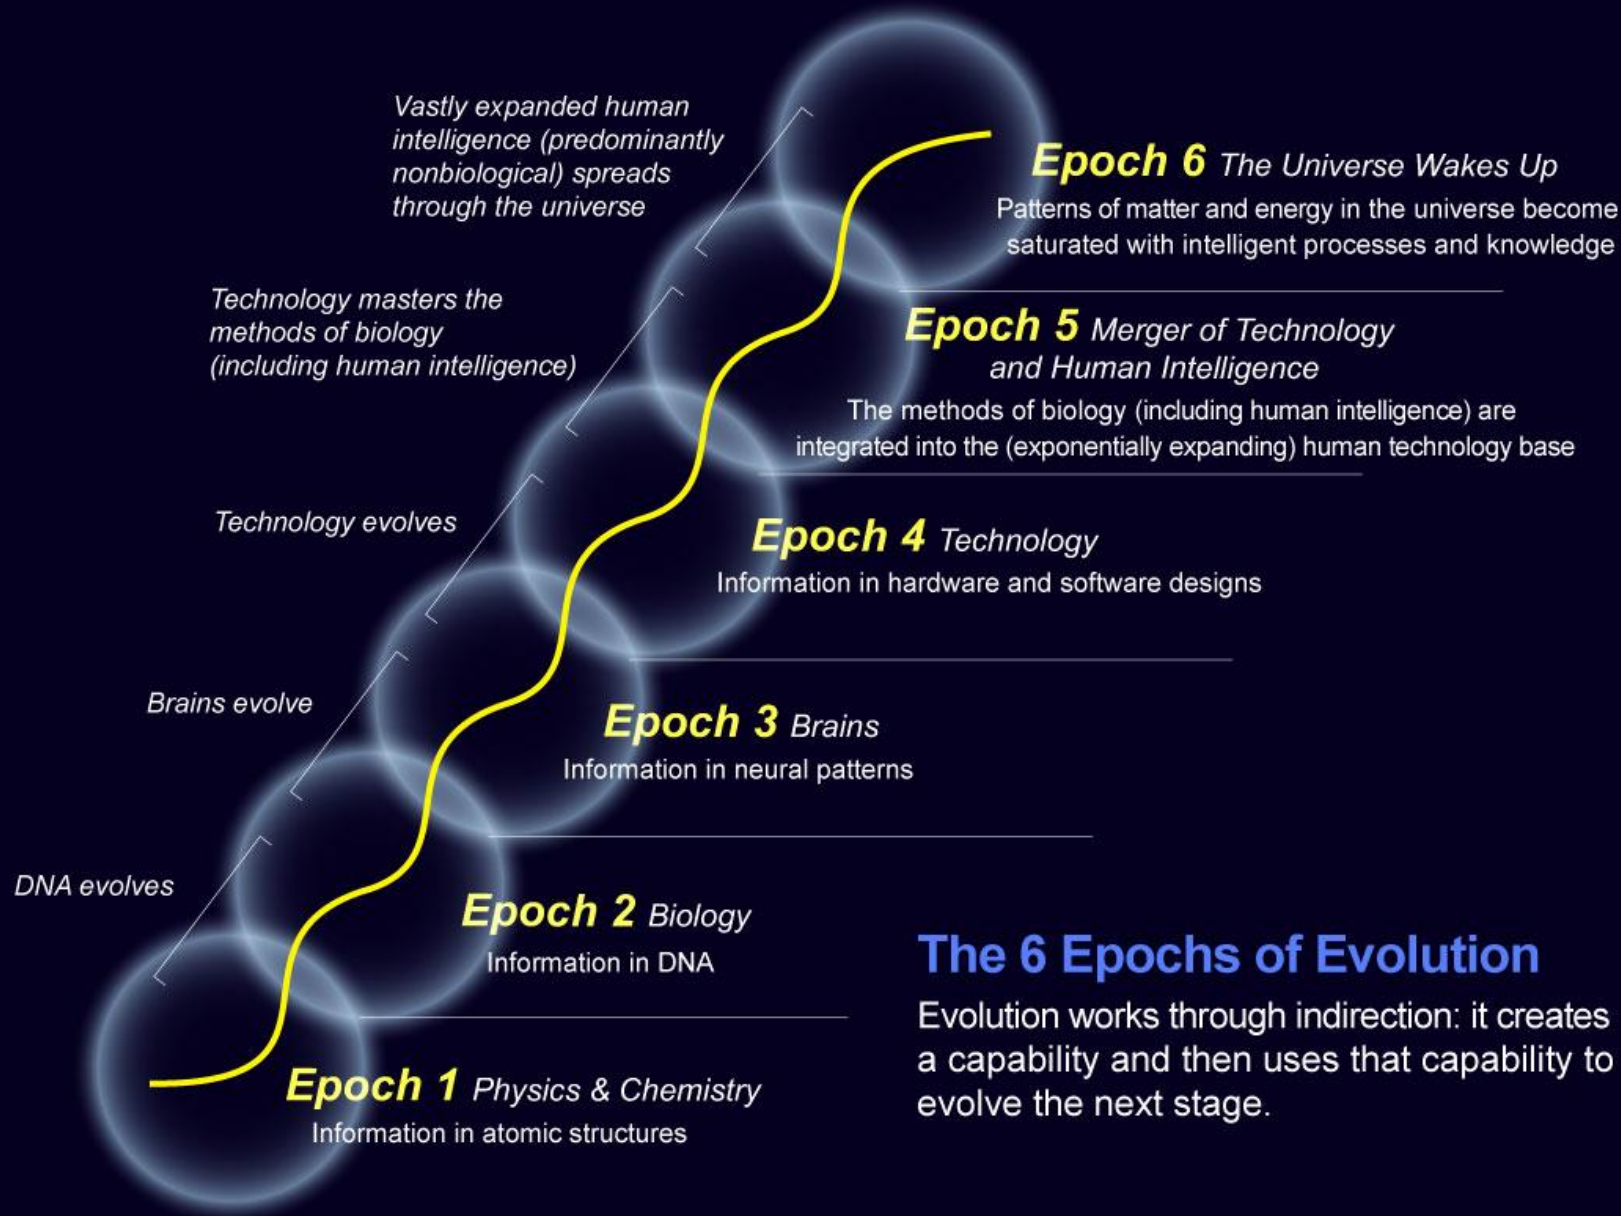 Vastly expanded human
intelligence (predominantly
nonbiological) spreads
through the universe
Epoch 6 The Universe Wakes Up
Patterns of matter and energy in the universe become
saturated with intelligent processes and knowledge
Technology masters the
methods of biology
(including human intelligence)
Epoch 5 Merger of Technology
and Human Intelligence
The methods of biology (including human intelligence) are
integrated into the (exponentially expanding) human technology base
Technology evolves
Epoch 4 Technology
Information in hardware and software designs
Brains evolve
Epoch 3 Brains
Information in neural patterns
DNA evolves
Epoch 2 Biology
Information in DNA
Epoch 1 Physics & Chemistry
Information in atomic structures
The 6 Epochs of Evolution
Evolution works through indirection: it creates
a capability and then uses that capability to
evolve the next stage.